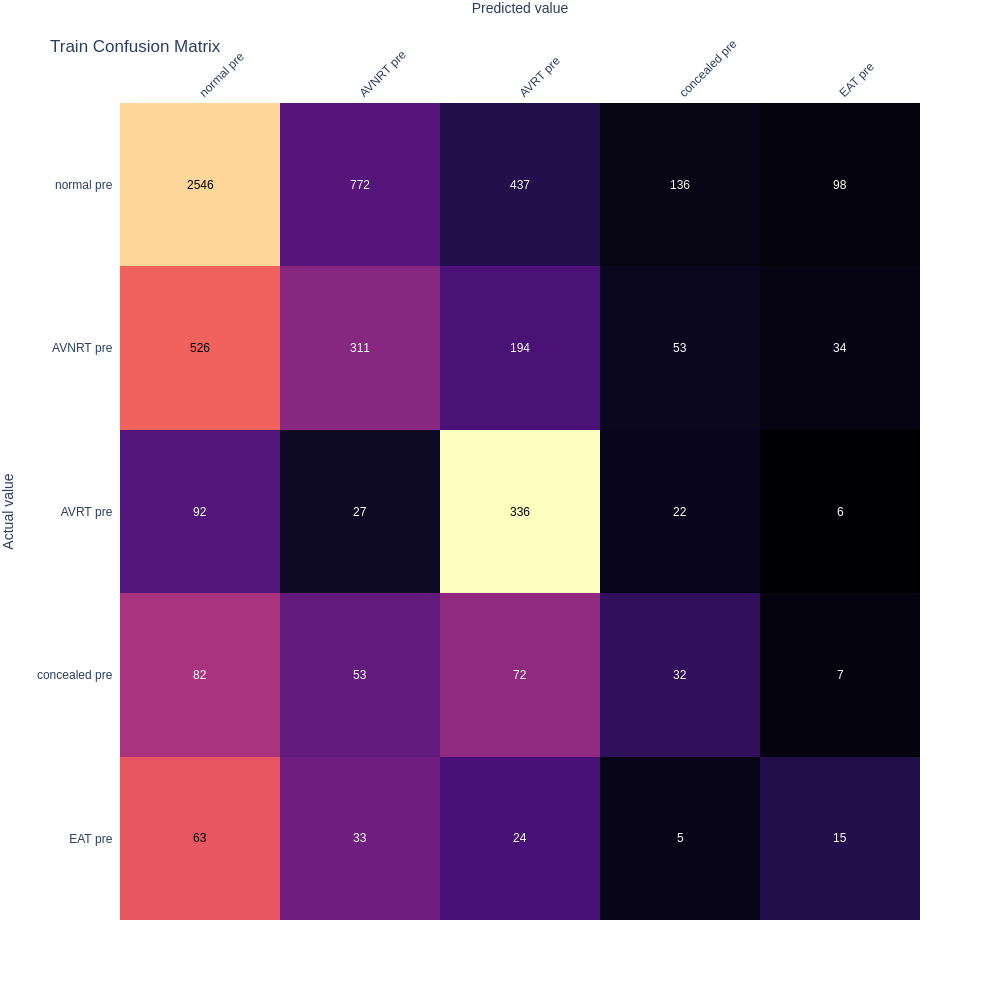 Predicted value
Train Confusion Matrix
normal pre AVNRT pre AVRT pre concealed pre EAT pre
normal pre 2546 772 437 136 98
AVNRT pre 526 311 194 53 34
AVRT pre 92 27 336 22 6
concealed pre 82 53 72 32 7
EAT pre 63 33 24 5 15
Actual value